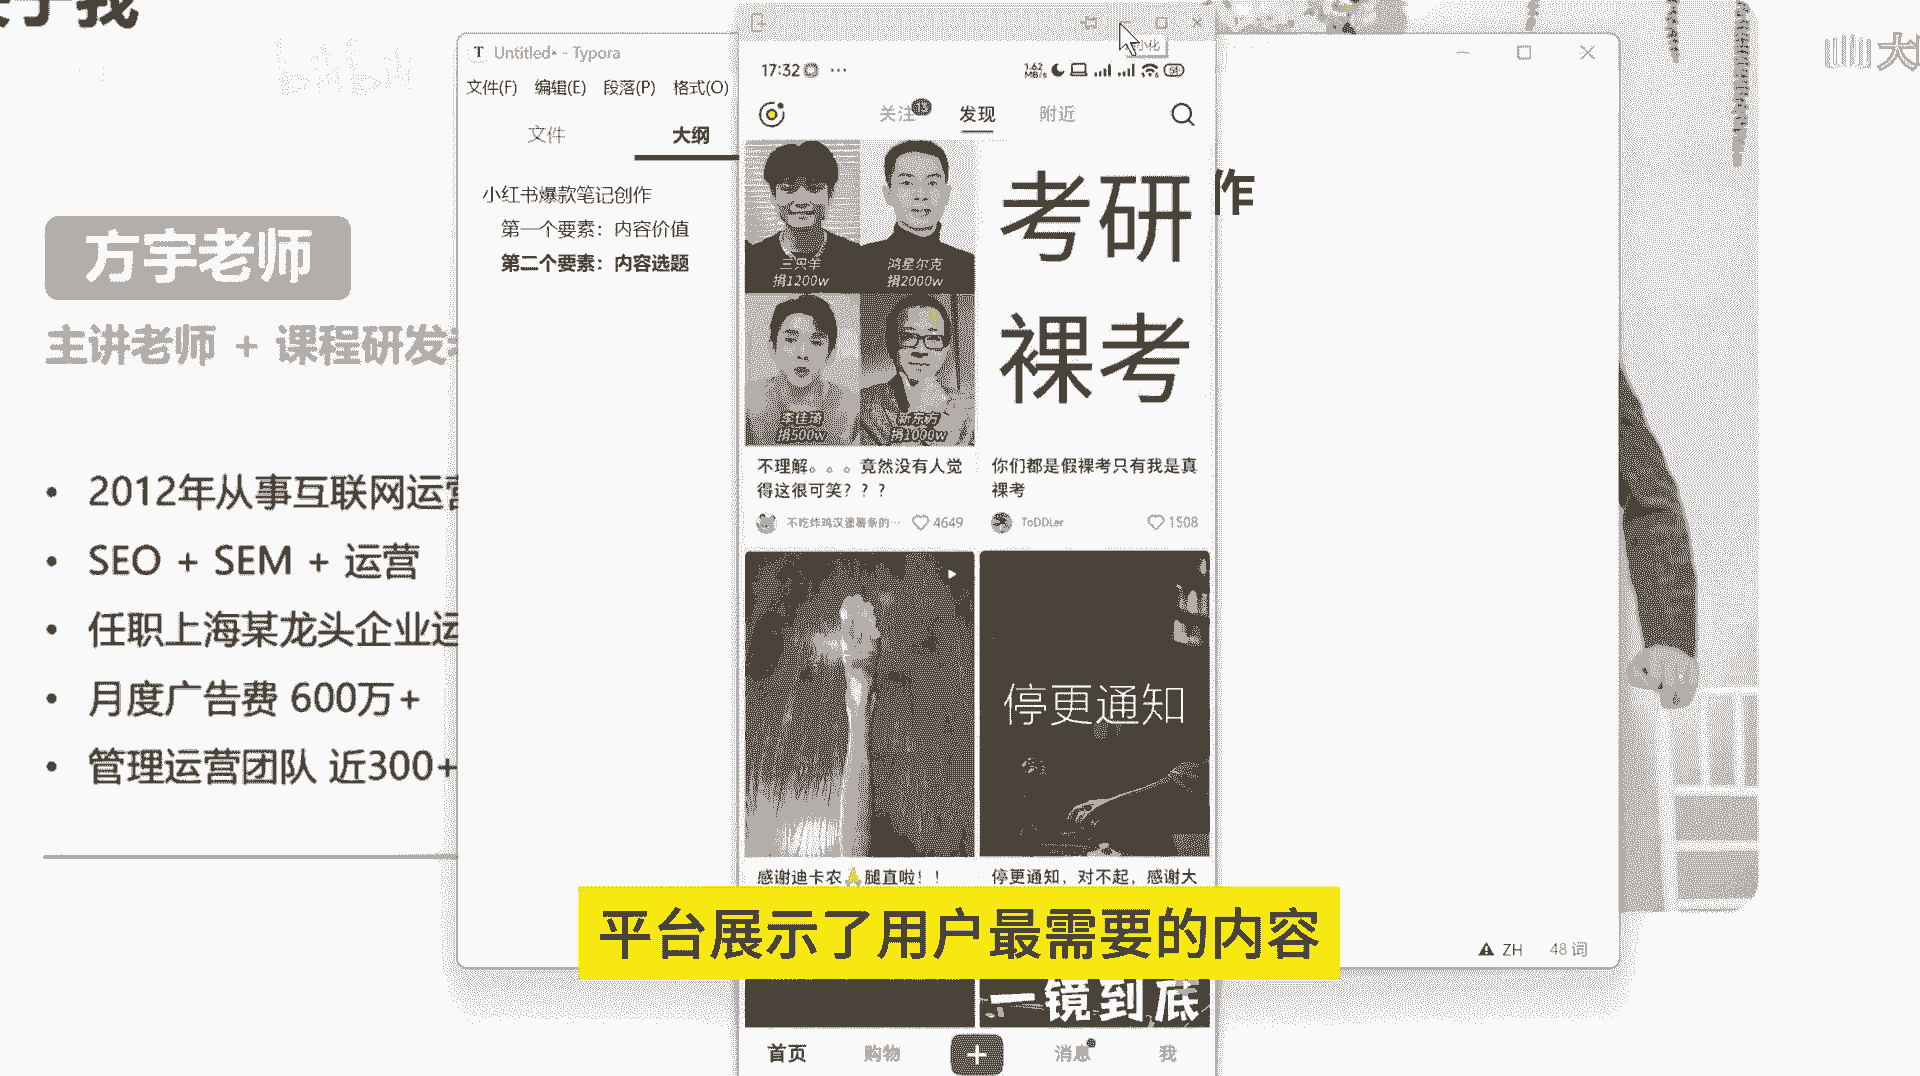 方宇老师
主讲老师 + 课程研发
2012年从事互联网运营
SEO + SEM + 运营
任职上海某龙头企业运
月度广告费 600万+
管理运营团队 近300+
T Untitled• - Typora
文件(F) 编辑(E) 段落(P) 格式(O)
文件 大纲
小红书爆款笔记创作
第一个要素：内容价值
第二个要素：内容选题
作
17:32 ···
1.62 MB/s
关注 13 发现 附近
三只羊
捐1200w
鸿星尔克
捐2000w
李佳琦
捐500w
新东方
捐1000w
考研
裸考
不理解。。。竟然没有人觉
得这很可笑？？？
不吃炸鸡汉堡薯条的… 4649
你们都是假裸考只有我是真
裸考
ToDDLer 1508
停更通知
感谢迪卡农🙏腿直啦！！
停更通知，对不起，感谢大
平台展示了用户最需要的内容
一镜到底
首页 购物 + 消息 我
ZH 48 词